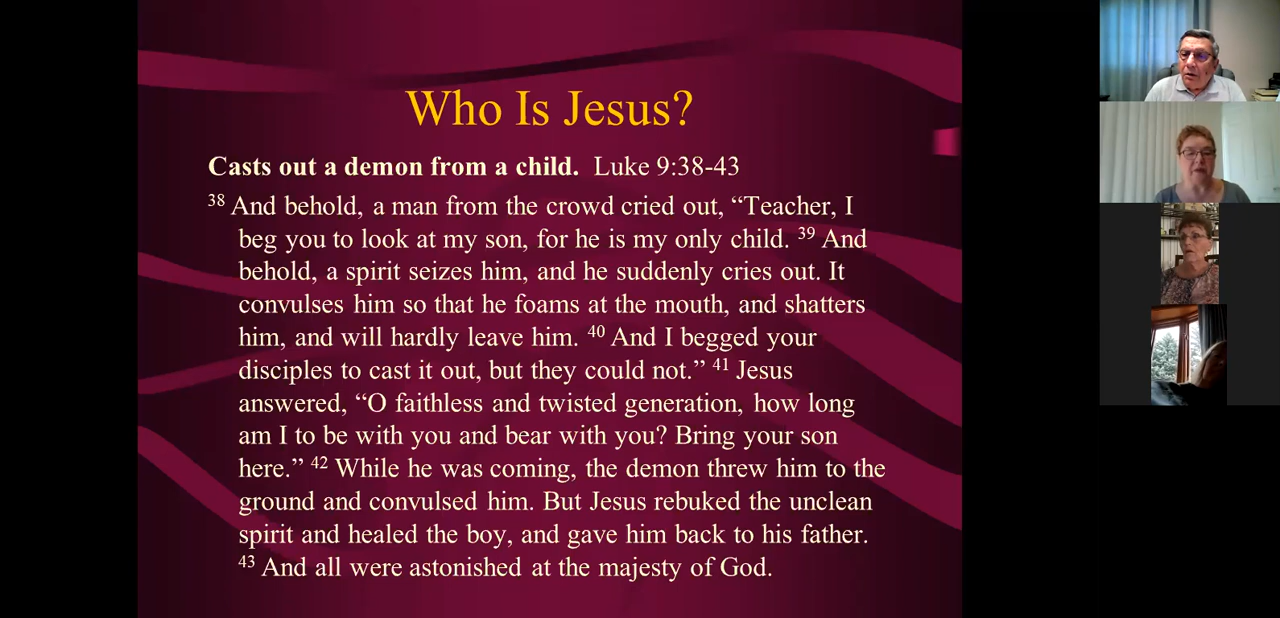 Who Is Jesus?
Casts out a demon from a child. Luke 9:38-43
38 And behold, a man from the crowd cried out, “Teacher, I
beg you to look at my son, for he is my only child. 39 And
behold, a spirit seizes him, and he suddenly cries out. It
convulses him so that he foams at the mouth, and shatters
him, and will hardly leave him. 40 And I begged your
disciples to cast it out, but they could not.” 41 Jesus
answered, “O faithless and twisted generation, how long
am I to be with you and bear with you? Bring your son
here.” 42 While he was coming, the demon threw him to the
ground and convulsed him. But Jesus rebuked the unclean
spirit and healed the boy, and gave him back to his father.
43 And all were astonished at the majesty of God.